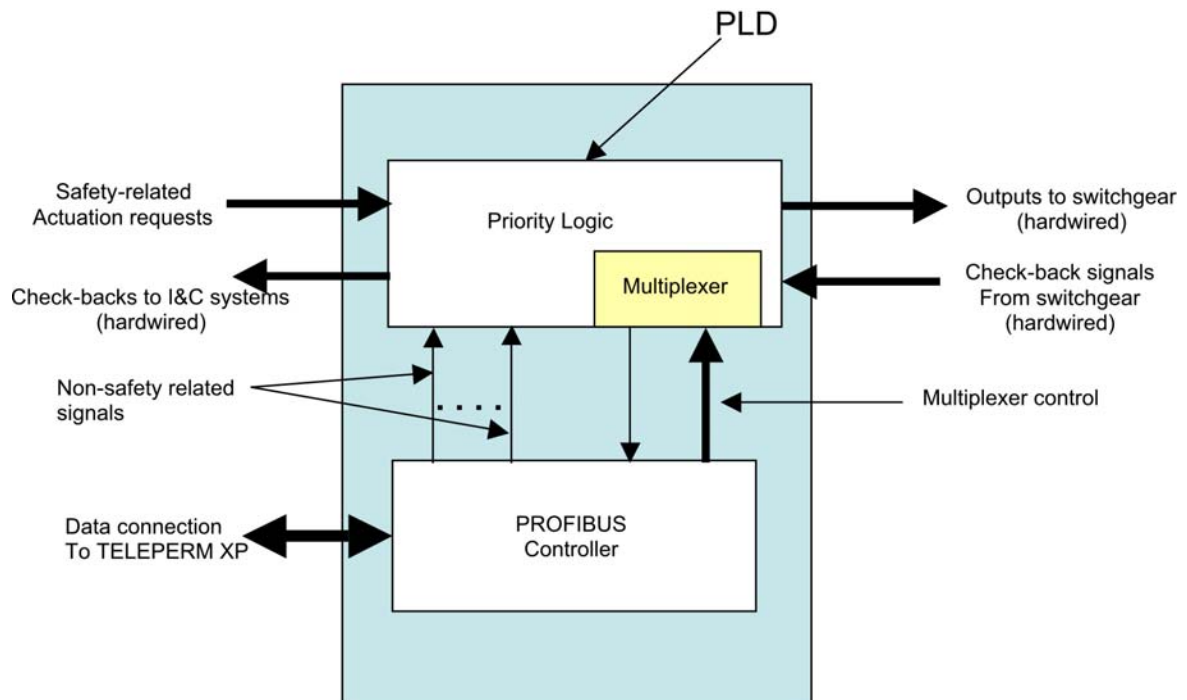 PLD
Safety-related
Actuation requests
Priority Logic
Outputs to switchgear
(hardwired)
Check-backs to I&C systems
(hardwired)
Multiplexer
Check-back signals
From switchgear
(hardwired)
Non-safety related
signals
Multiplexer control
Data connection
To TELEPERM XP
PROFIBUS
Controller